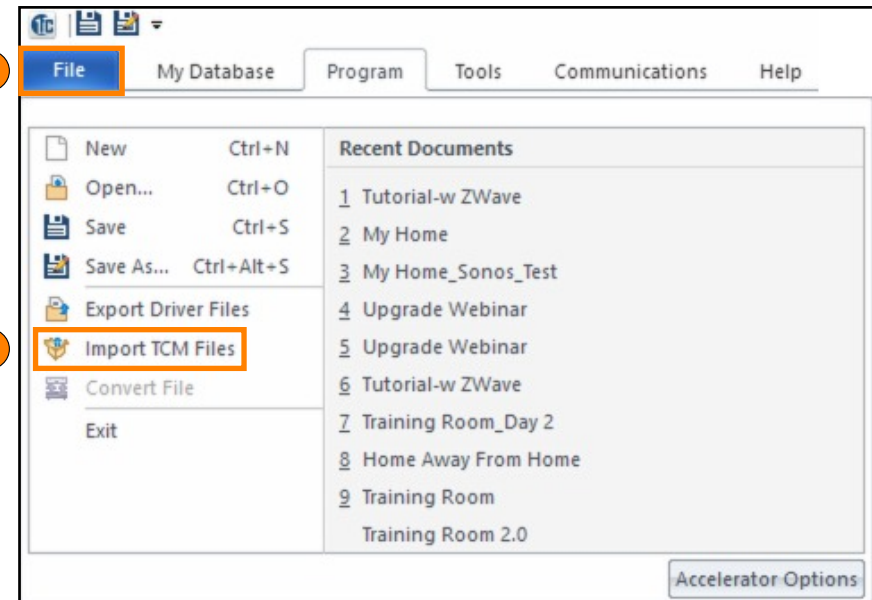 TC
File My Database Program Tools Communications Help
New Ctrl+N
Open... Ctrl+O
Save Ctrl+S
Save As... Ctrl+Alt+S
Export Driver Files
Import TCM Files
Convert File
Exit
Recent Documents
1 Tutorial-w ZWave
2 My Home
3 My Home_Sonos_Test
4 Upgrade Webinar
5 Upgrade Webinar
6 Tutorial-w ZWave
7 Training Room_Day 2
8 Home Away From Home
9 Training Room
Training Room 2.0
Accelerator Options